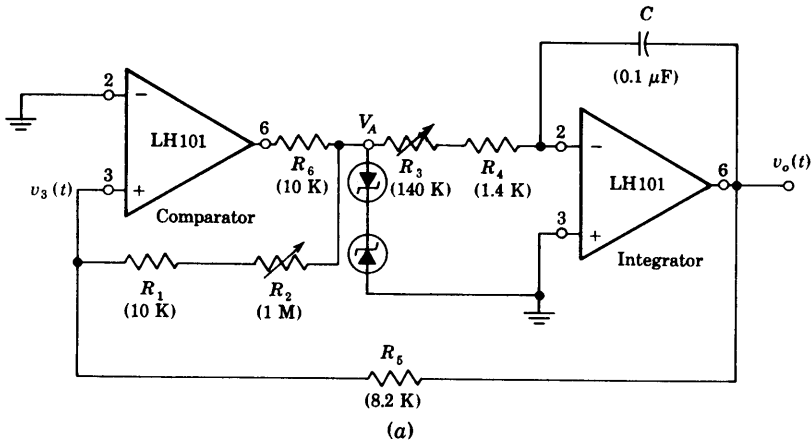 C
(0.1 μF)
2
−
LH101
6
V_A
R_6
(10 K)
R_3
(140 K)
R_4
(1.4 K)
2
−
LH101
6
v_o(t)
v_3(t)
3
+
Comparator
3
+
Integrator
R_1
(10 K)
R_2
(1 M)
R_5
(8.2 K)
(a)